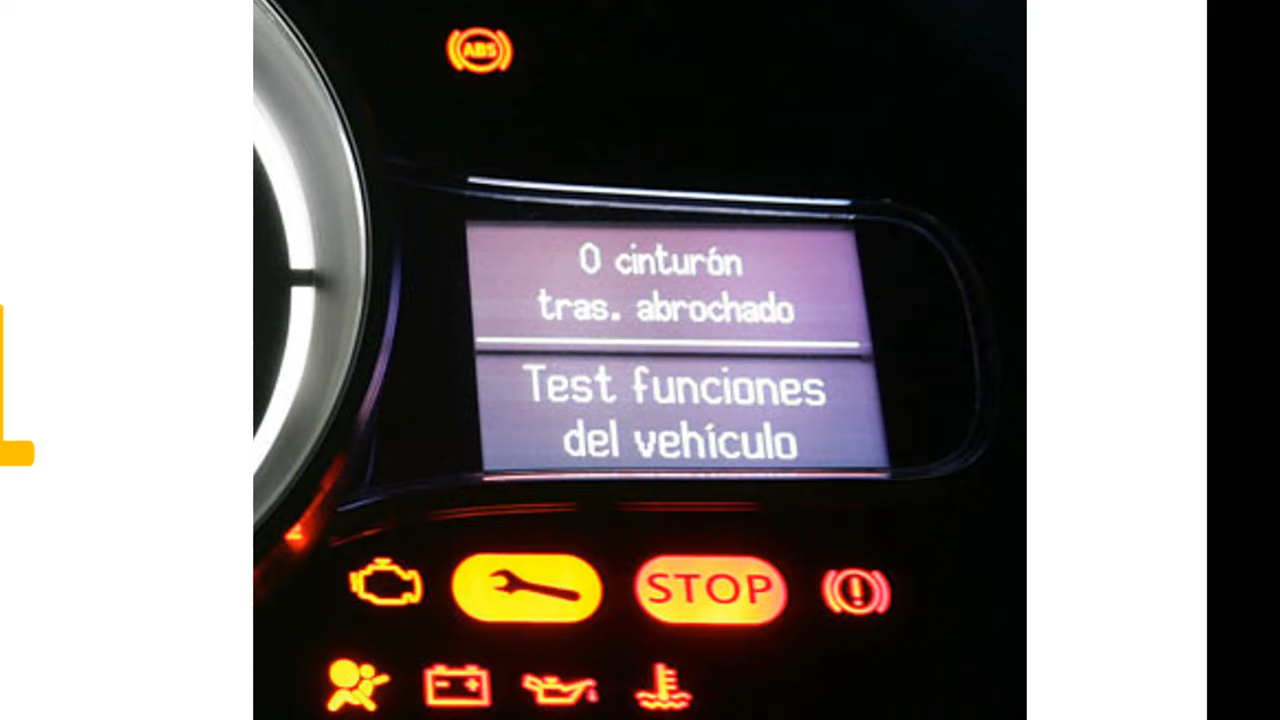 ABS
0 cinturón
tras. abrochado
Test funciones
del vehículo
STOP